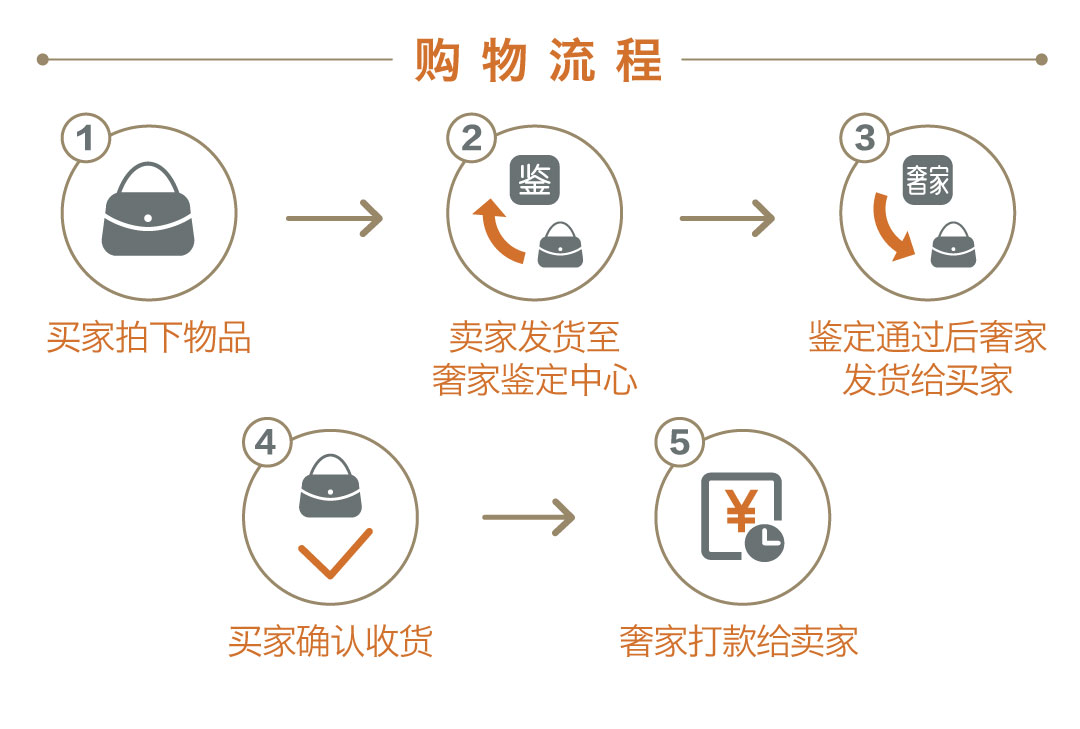 购物流程
1
2
鉴
3
奢家
买家拍下物品
卖家发货至
奢家鉴定中心
鉴定通过后奢家
发货给买家
4
5
¥
买家确认收货
奢家打款给卖家